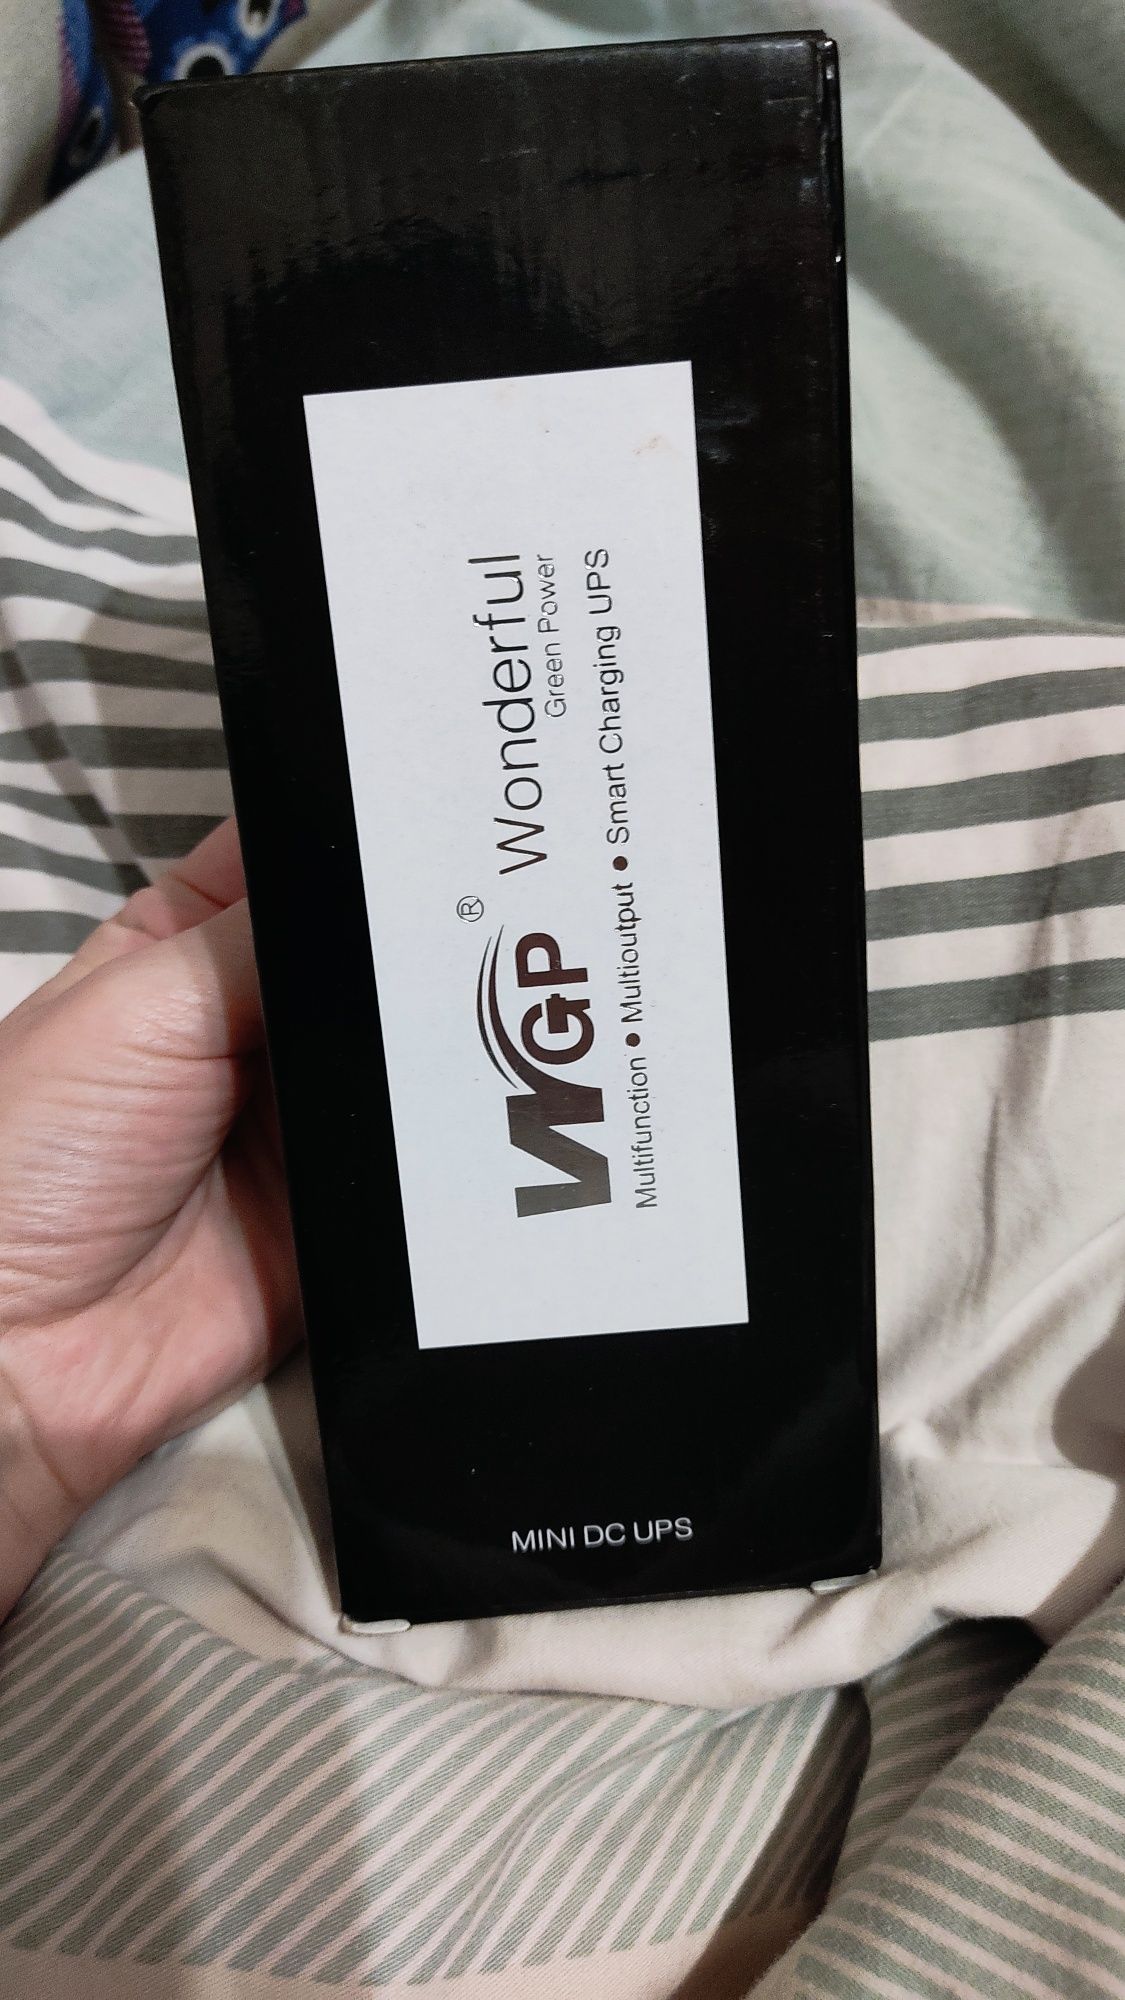 WGP® Wonderful
Green Power
Multifunction • Multioutput • Smart Charging UPS
MINI DC UPS